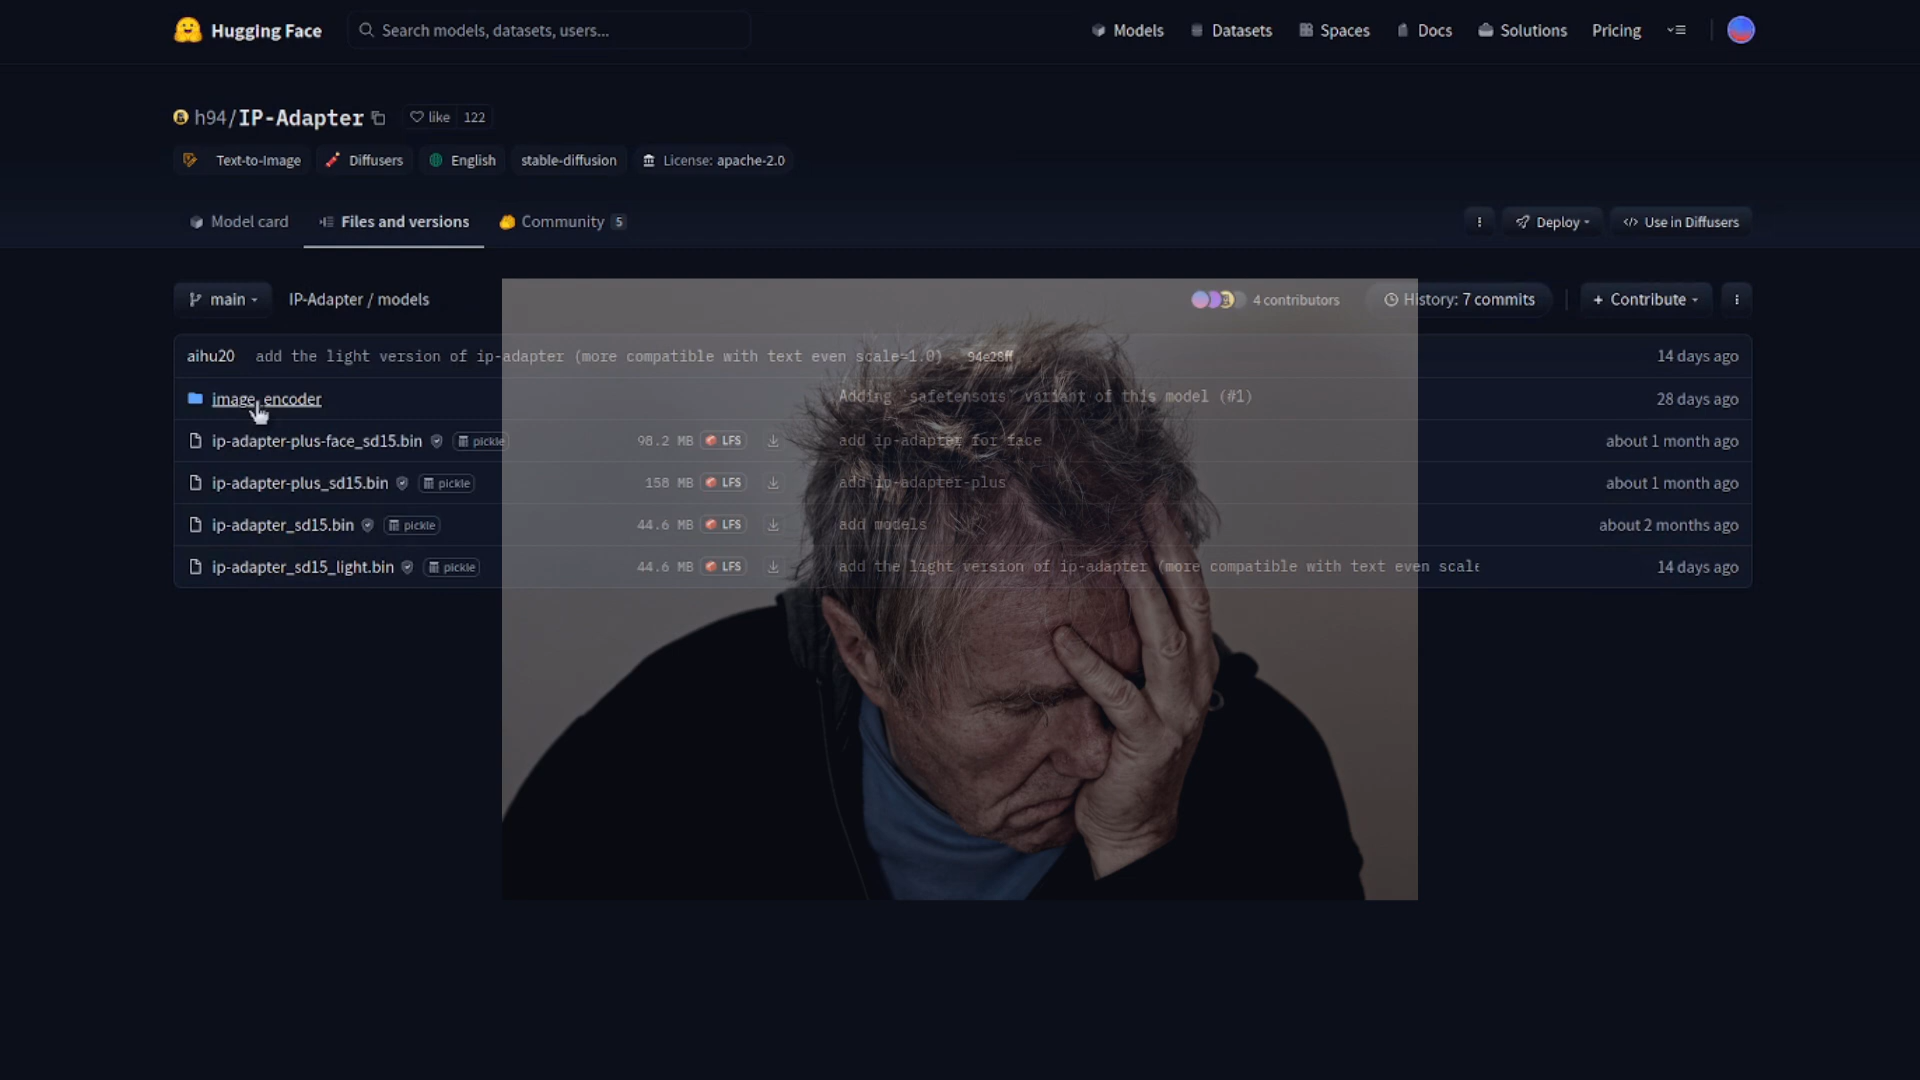 Hugging Face Search models, datasets, users... Models Datasets Spaces Docs Solutions Pricing
h94/IP-Adapter like 122
Text-to-Image Diffusers English stable-diffusion License: apache-2.0
Model card Files and versions Community 5 Deploy Use in Diffusers
main IP-Adapter / models 4 contributors History: 7 commits + Contribute
aihu20 add the light version of ip-adapter (more compatible with text even scale=1.0) 94e28ff 14 days ago
image_encoder Adding `safetensors` variant of this model (#1) 28 days ago
ip-adapter-plus-face_sd15.bin pickle 98.2 MB LFS add ip-adapter for face about 1 month ago
ip-adapter-plus_sd15.bin pickle 158 MB LFS add ip-adapter-plus about 1 month ago
ip-adapter_sd15.bin pickle 44.6 MB LFS add models about 2 months ago
ip-adapter_sd15_light.bin pickle 44.6 MB LFS add the light version of ip-adapter (more compatible with text even scale 14 days ago